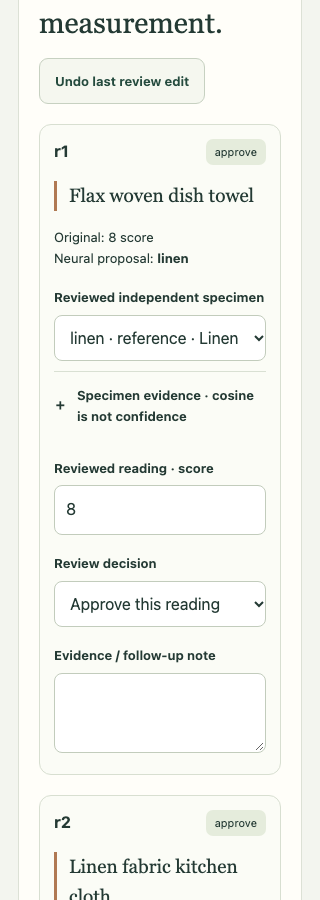 measurement.
Undo last review edit
r1
approve
Flax woven dish towel
Original: 8 score
Neural proposal: linen
Reviewed independent specimen
linen · reference · Linen
+ Specimen evidence · cosine
is not confidence
Reviewed reading · score
8
Review decision
Approve this reading
Evidence / follow-up note
r2
approve
Linen fabric kitchen
cloth